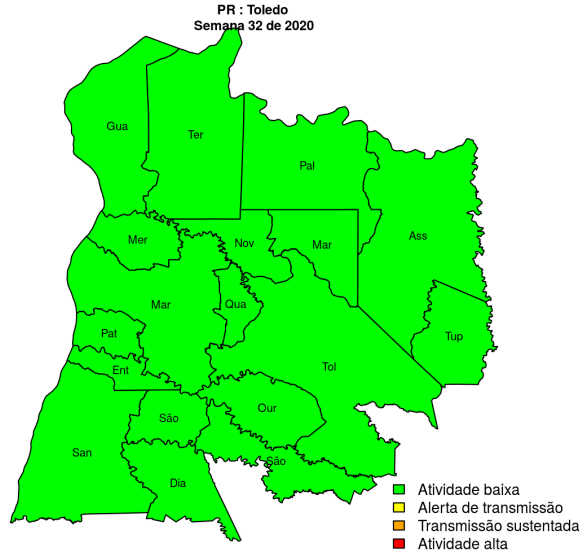 PR : Toledo
Semana 32 de 2020
Gua
Ter
Pal
Ass
Mer
Nov
Mar
Mar
Qua
Pat
Tup
Ent
Tol
São
Our
San
São
Dia
Atividade baixa
Alerta de transmissão
Transmissão sustentada
Atividade alta